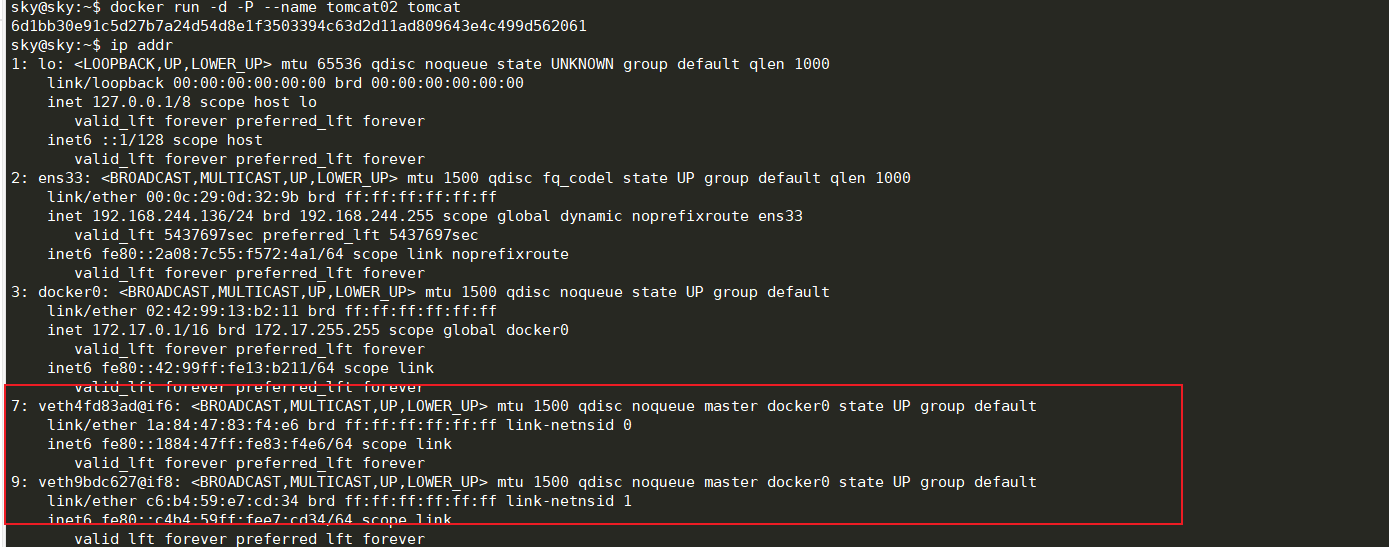 sky@sky:~$ docker run -d -P --name tomcat02 tomcat
6d1bb30e91c5d27b7a24d54d8e1f3503394c63d2d11ad809643e4c499d562061
sky@sky:~$ ip addr
1: lo: <LOOPBACK,UP,LOWER_UP> mtu 65536 qdisc noqueue state UNKNOWN group default qlen 1000
    link/loopback 00:00:00:00:00:00 brd 00:00:00:00:00:00
    inet 127.0.0.1/8 scope host lo
       valid_lft forever preferred_lft forever
    inet6 ::1/128 scope host
       valid_lft forever preferred_lft forever
2: ens33: <BROADCAST,MULTICAST,UP,LOWER_UP> mtu 1500 qdisc fq_codel state UP group default qlen 1000
    link/ether 00:0c:29:0d:32:9b brd ff:ff:ff:ff:ff:ff
    inet 192.168.244.136/24 brd 192.168.244.255 scope global dynamic noprefixroute ens33
       valid_lft 5437697sec preferred_lft 5437697sec
    inet6 fe80::2a08:7c55:f572:4a1/64 scope link noprefixroute
       valid_lft forever preferred_lft forever
3: docker0: <BROADCAST,MULTICAST,UP,LOWER_UP> mtu 1500 qdisc noqueue state UP group default
    link/ether 02:42:99:13:b2:11 brd ff:ff:ff:ff:ff:ff
    inet 172.17.0.1/16 brd 172.17.255.255 scope global docker0
       valid_lft forever preferred_lft forever
    inet6 fe80::42:99ff:fe13:b211/64 scope link
       valid_lft forever preferred_lft forever
7: veth4fd83ad@if6: <BROADCAST,MULTICAST,UP,LOWER_UP> mtu 1500 qdisc noqueue master docker0 state UP group default
    link/ether 1a:84:47:83:f4:e6 brd ff:ff:ff:ff:ff:ff link-netnsid 0
    inet6 fe80::1884:47ff:fe83:f4e6/64 scope link
       valid_lft forever preferred_lft forever
9: veth9bdc627@if8: <BROADCAST,MULTICAST,UP,LOWER_UP> mtu 1500 qdisc noqueue master docker0 state UP group default
    link/ether c6:b4:59:e7:cd:34 brd ff:ff:ff:ff:ff:ff link-netnsid 1
    inet6 fe80::c4b4:59ff:fee7:cd34/64 scope link
       valid_lft forever preferred_lft forever